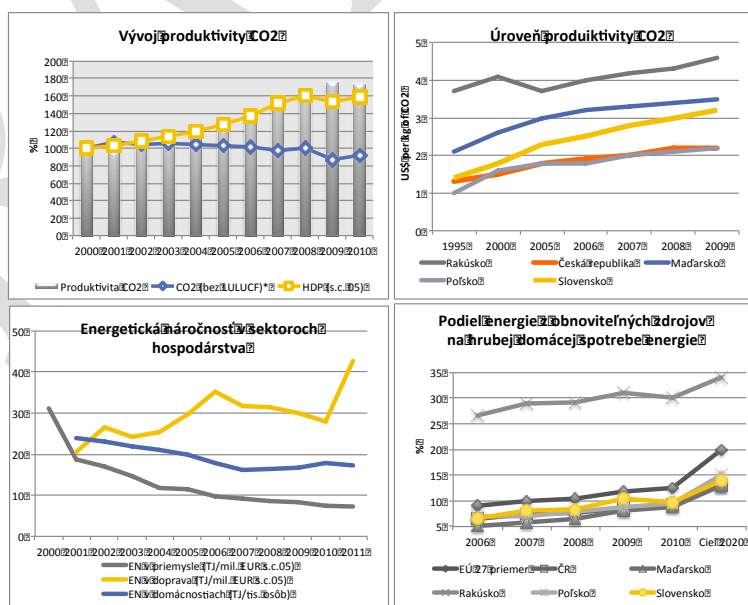 Vývoj produktivity CO2
200
180
160
140
120
100
80
60
40
20
0
%
2000 2001 2002 2003 2004 2005 2006 2007 2008 2009 2010
Produktivita CO2 CO2 (bez LULUCF)* HDP (s.c. 05)
Úroveň produiktivity CO2
5
4
3
2
1
0
US$ per kg of CO2
1995 2000 2005 2006 2007 2008 2009
Rakúsko Česká republika Maďarsko
Poľsko Slovensko
Energetická náročnosť v sektoroch
hospodárstva
50
40
30
20
10
0
2000 2001 2002 2003 2004 2005 2006 2007 2008 2009 2010 2011
EN v priemysle (TJ/mil. EUR s.c.05)
EN v doprava (TJ/mil. EUR s.c.05)
EN v domácnostiach (TJ/tis. osôb)
Podiel energie z obnoviteľných zdrojov
na hrubej domácej spotrebe energie
35
30
25
20
15
10
5
%
2006 2007 2008 2009 2010 Cieľ 2020
EÚ 27 priemer ČR Maďarsko
Rakúsko Poľsko Slovensko